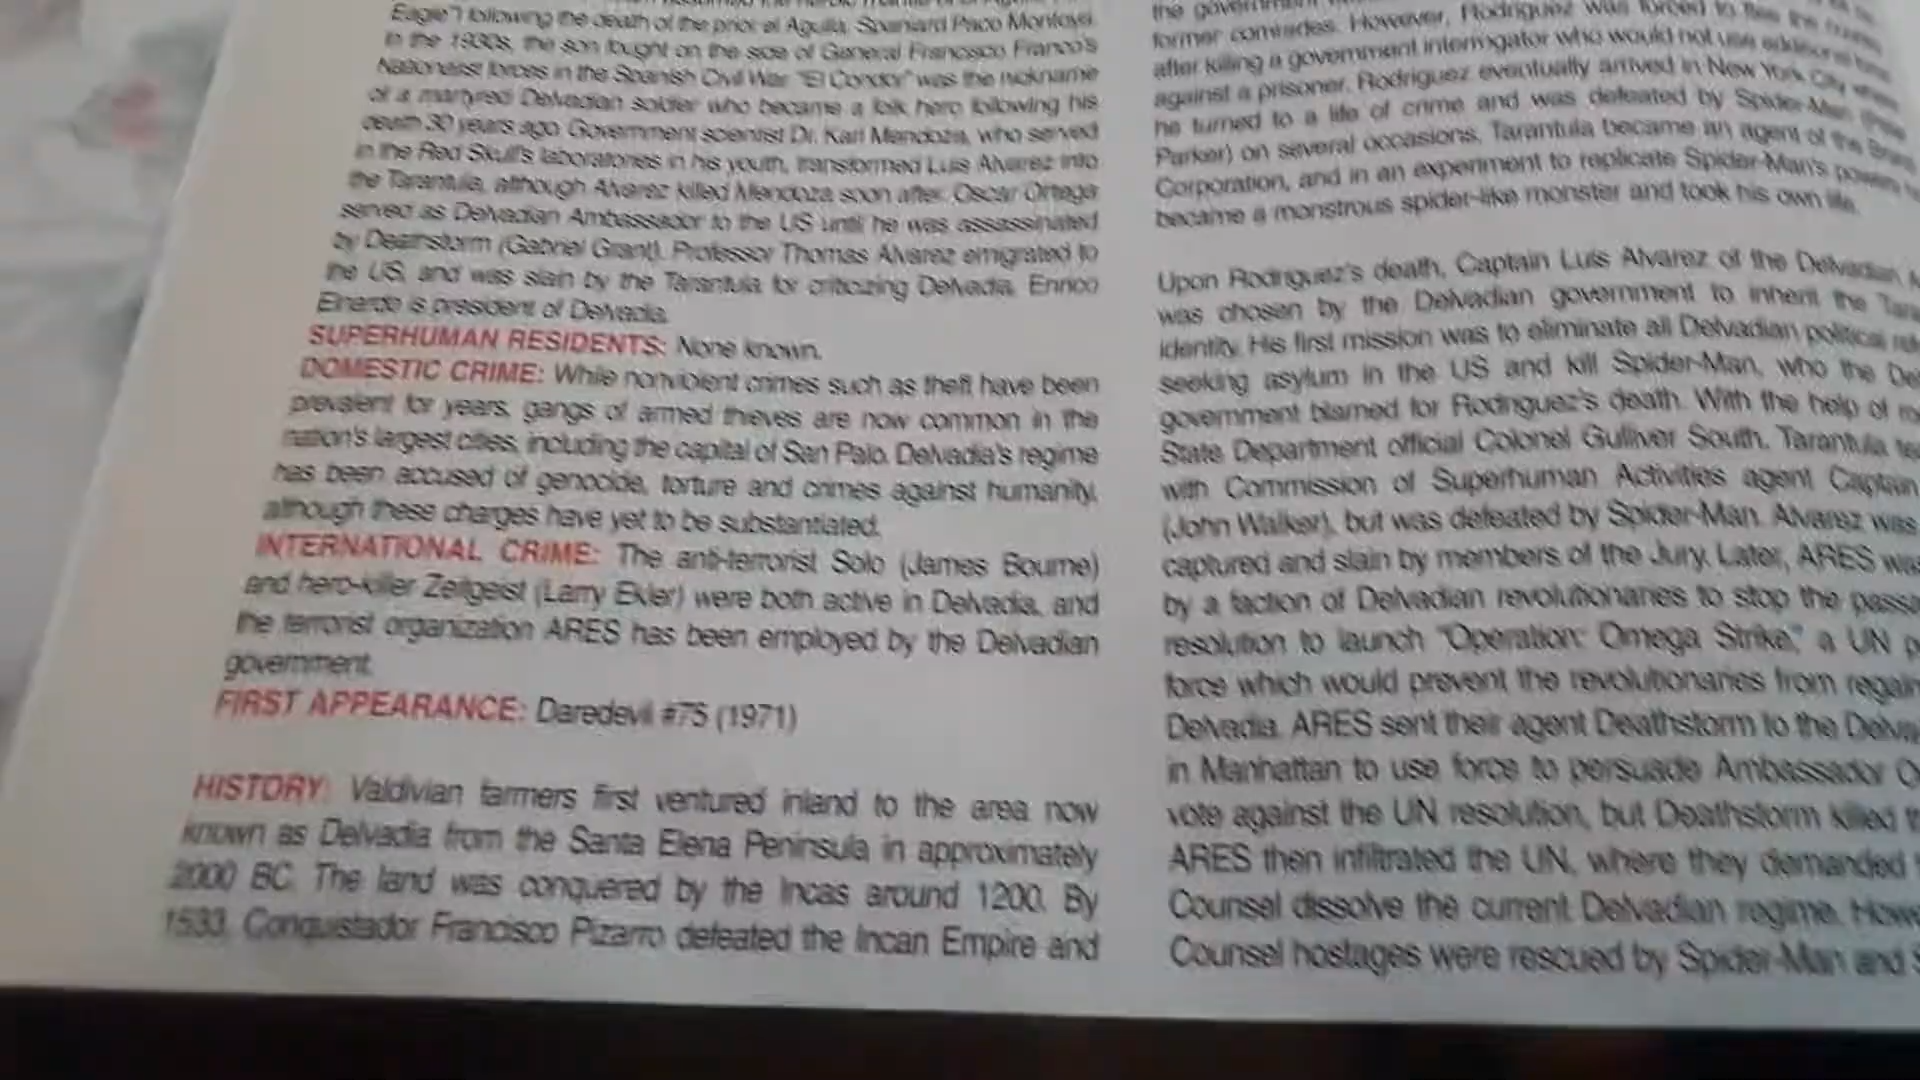 Eagle") following the death of the prior el Aguila, Spaniard Paco Montoya.
In the 1930s, the son fought on the side of General Francisco Franco's
Nationalist forces in the Spanish Civil War. "El Condor" was the nickname
of a martyred Delvadian soldier who became a folk hero following his
death 30 years ago. Government scientist Dr. Karl Mendoza, who served
in the Red Skull's laboratories in his youth, transformed Luis Alvarez into
the Tarantula, although Alvarez killed Mendoza soon after. Oscar Ortega
served as Delvadian Ambassador to the US until he was assassinated
by Deathstorm (Gabriel Grant). Professor Thomas Alvarez emigrated to
the US, and was slain by the Tarantula for criticizing Delvadia. Enrico
is president of Delvadia.
SUPERHUMAN RESIDENTS: None known.
DOMESTIC CRIME: While nonviolent crimes such as theft have been
prevalent for years, gangs of armed thieves are now common in the
nation's largest cities, including the capital of San Palo. Delvadia's regime
has been accused of genocide, torture and crimes against humanity,
although these charges have yet to be substantiated.
INTERNATIONAL CRIME: The anti-terrorist Solo (James Bourne)
and hero-killer Zeitgeist (Larry Ekler) were both active in Delvadia, and
the terrorist organization ARES has been employed by the Delvadian
government.
FIRST APPEARANCE: Daredevil #75 (1971)
HISTORY: Valdivian farmers first ventured inland to the area now
known as Delvadia from the Santa Elena Peninsula in approximately
2000 BC. The land was conquered by the Incas around 1200. By
1533, Conquistador Francisco Pizarro defeated the Incan Empire and
the government
former comrades. However, Rodriguez was forced to flee the country
after killing a government interrogator who would not use additional force
against a prisoner. Rodriguez eventually arrived in New York City where
he turned to a life of crime and was defeated by Spider-Man (Peter
Parker) on several occasions. Tarantula became an agent of the Brand
Corporation, and in an experiment to replicate Spider-Man's powers
became a monstrous spider-like monster and took his own life.
Upon Rodriguez's death, Captain Luis Alvarez of the Delvadian
was chosen by the Delvadian government to inherit the
identity. His first mission was to eliminate all Delvadian political
seeking asylum in the US and kill Spider-Man, who the
government blamed for Rodriguez's death. With the help of
State Department official Colonel Gulliver South, Tarantula
with Commission of Superhuman Activities agent Captain
(John Walker), but was defeated by Spider-Man. Alvarez was
captured and slain by members of the Jury. Later, ARES was
by a faction of Delvadian revolutionaries to stop the
resolution to launch "Operation: Omega Strike," a UN
force which would prevent the revolutionaries from
Delvadia. ARES sent their agent Deathstorm to the
in Manhattan to use force to persuade Ambassador
vote against the UN resolution, but Deathstorm killed
ARES then infiltrated the UN, where they demanded
Counsel dissolve the current Delvadian regime.
Counsel hostages were rescued by Spider-Man and